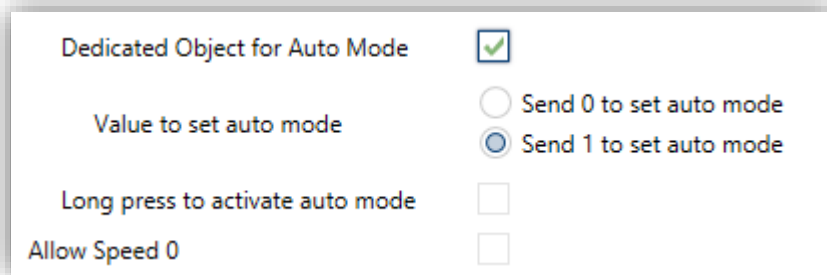 Dedicated Object for Auto Mode
Value to set auto mode
Send 0 to set auto mode
Send 1 to set auto mode
Long press to activate auto mode
Allow Speed 0